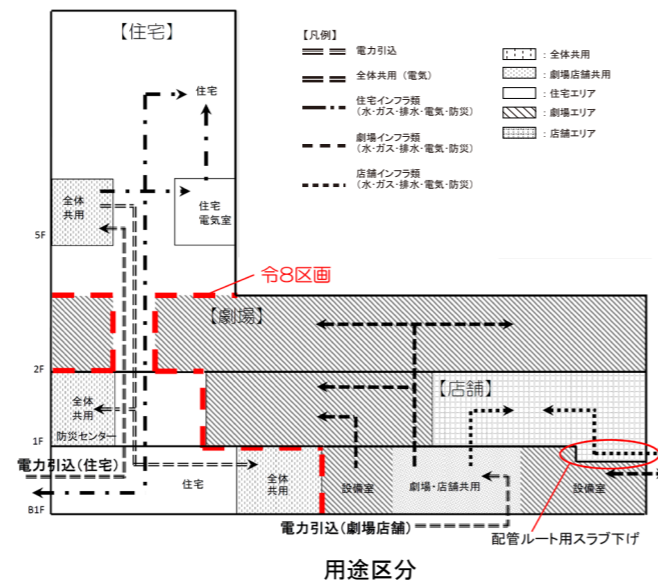 【住宅】
【凡例】
電力引込
全体共用（電気）
住宅インフラ類
（水・ガス・排水・電気・防災）
劇場インフラ類
（水・ガス・排水・電気・防災）
店舗インフラ類
（水・ガス・排水・電気・防災）
：全体共用
：劇場店舗共用
：住宅エリア
：劇場エリア
：店舗エリア
住宅
全体
共用
住宅
電気室
5F
令8区画
【劇場】
2F
【店舗】
全体
共用
防災センター
1F
電力引込(住宅)
住宅
全体
共用
設備室
劇場・店舗共用
設備室
B1F
電力引込(劇場店舗)
配管ルート用スラブ下げ
用途区分